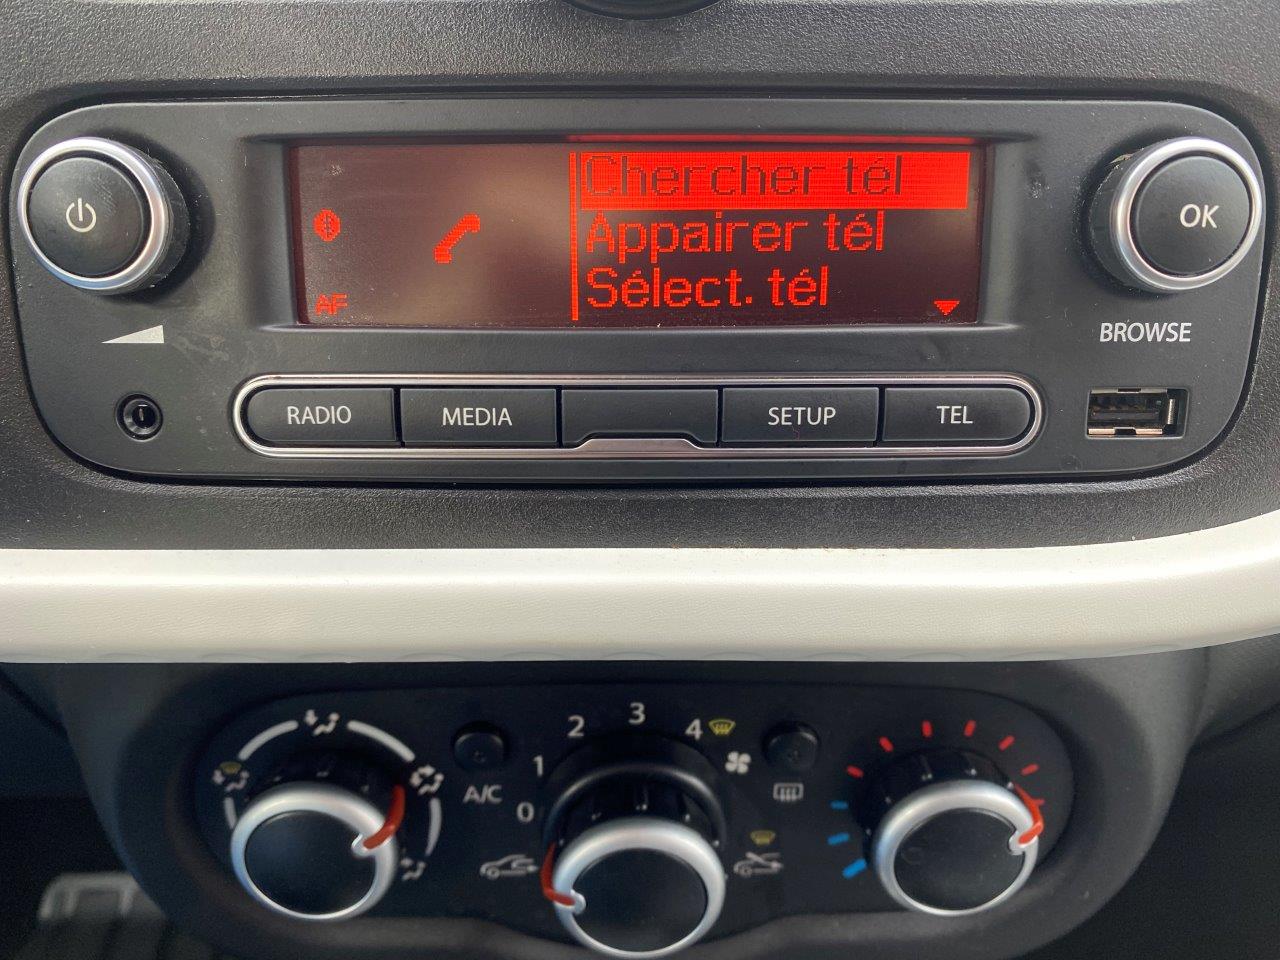 Chercher tél
Appairer tél
Sélect. tél
AF
OK
BROWSE
RADIO
MEDIA
SETUP
TEL
0
1
2
3
4
A/C